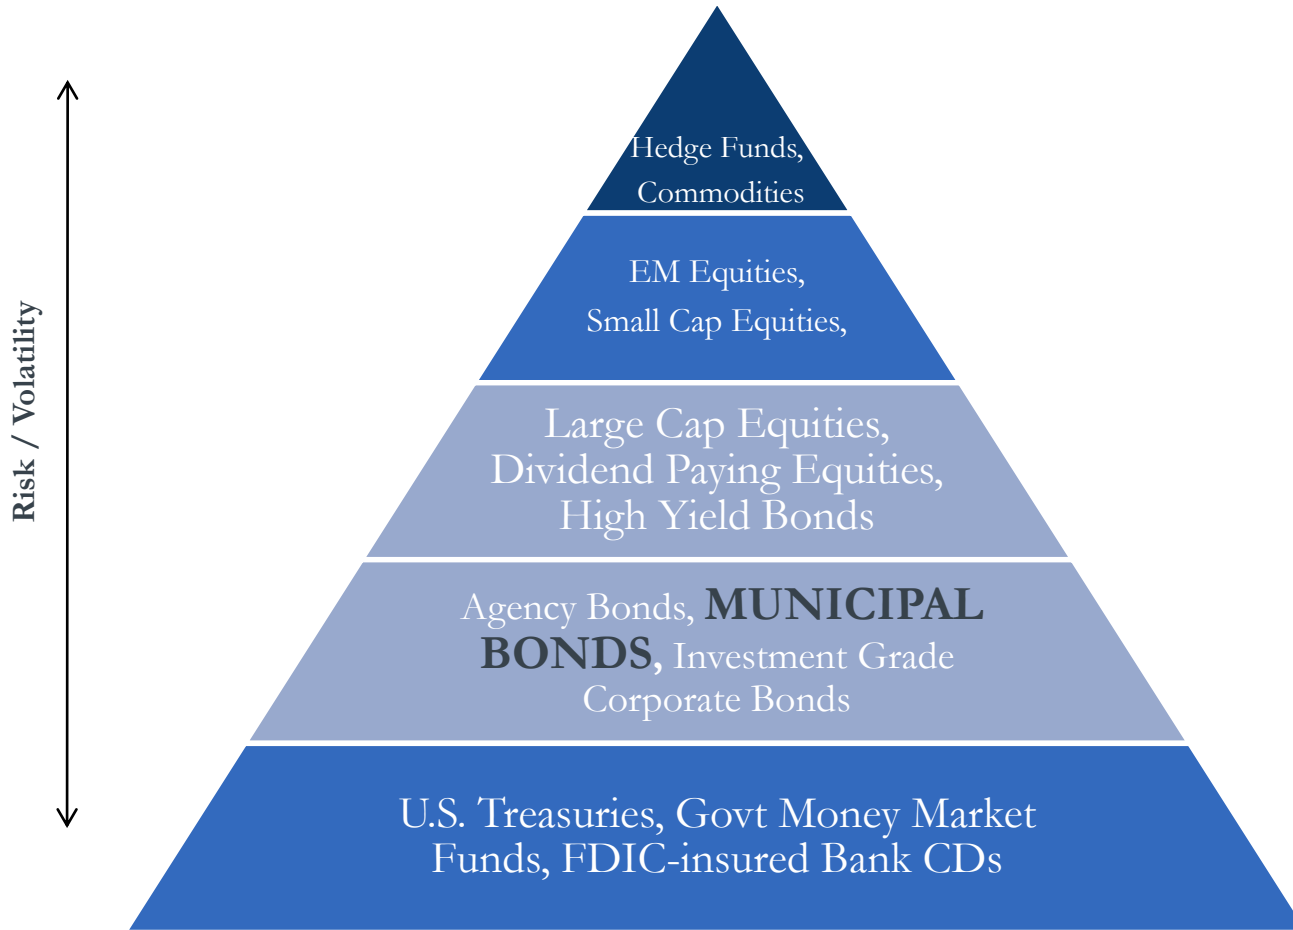 Risk / Volatility
Hedge Funds,
Commodities
EM Equities,
Small Cap Equities,
Large Cap Equities,
Dividend Paying Equities,
High Yield Bonds
Agency Bonds, MUNICIPAL
BONDS, Investment Grade
Corporate Bonds
U.S. Treasuries, Govt Money Market
Funds, FDIC-insured Bank CDs